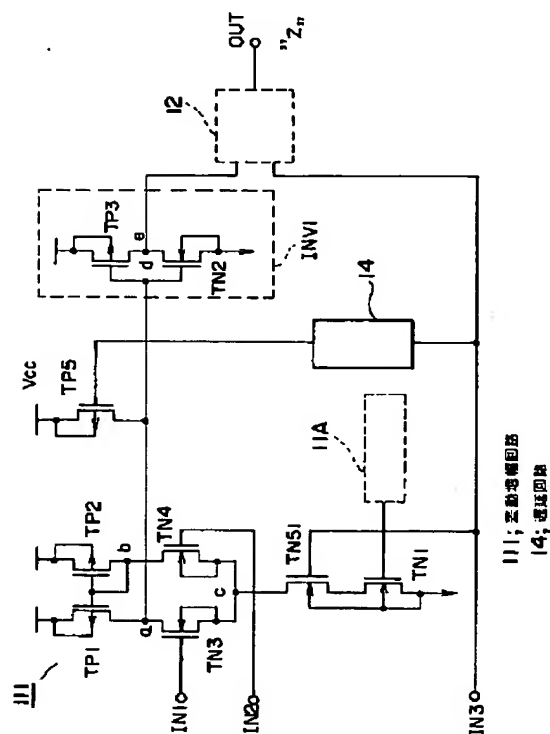 111
TP1
TP2
Vcc
TP5
TP3
12
OUT
"Z"
a
b
d
e
TN3
TN4
TN2
INV1
IN1
c
IN2
TN51
11A
14
TN1
IN3
111; 差動増幅回路
14; 遅延回路